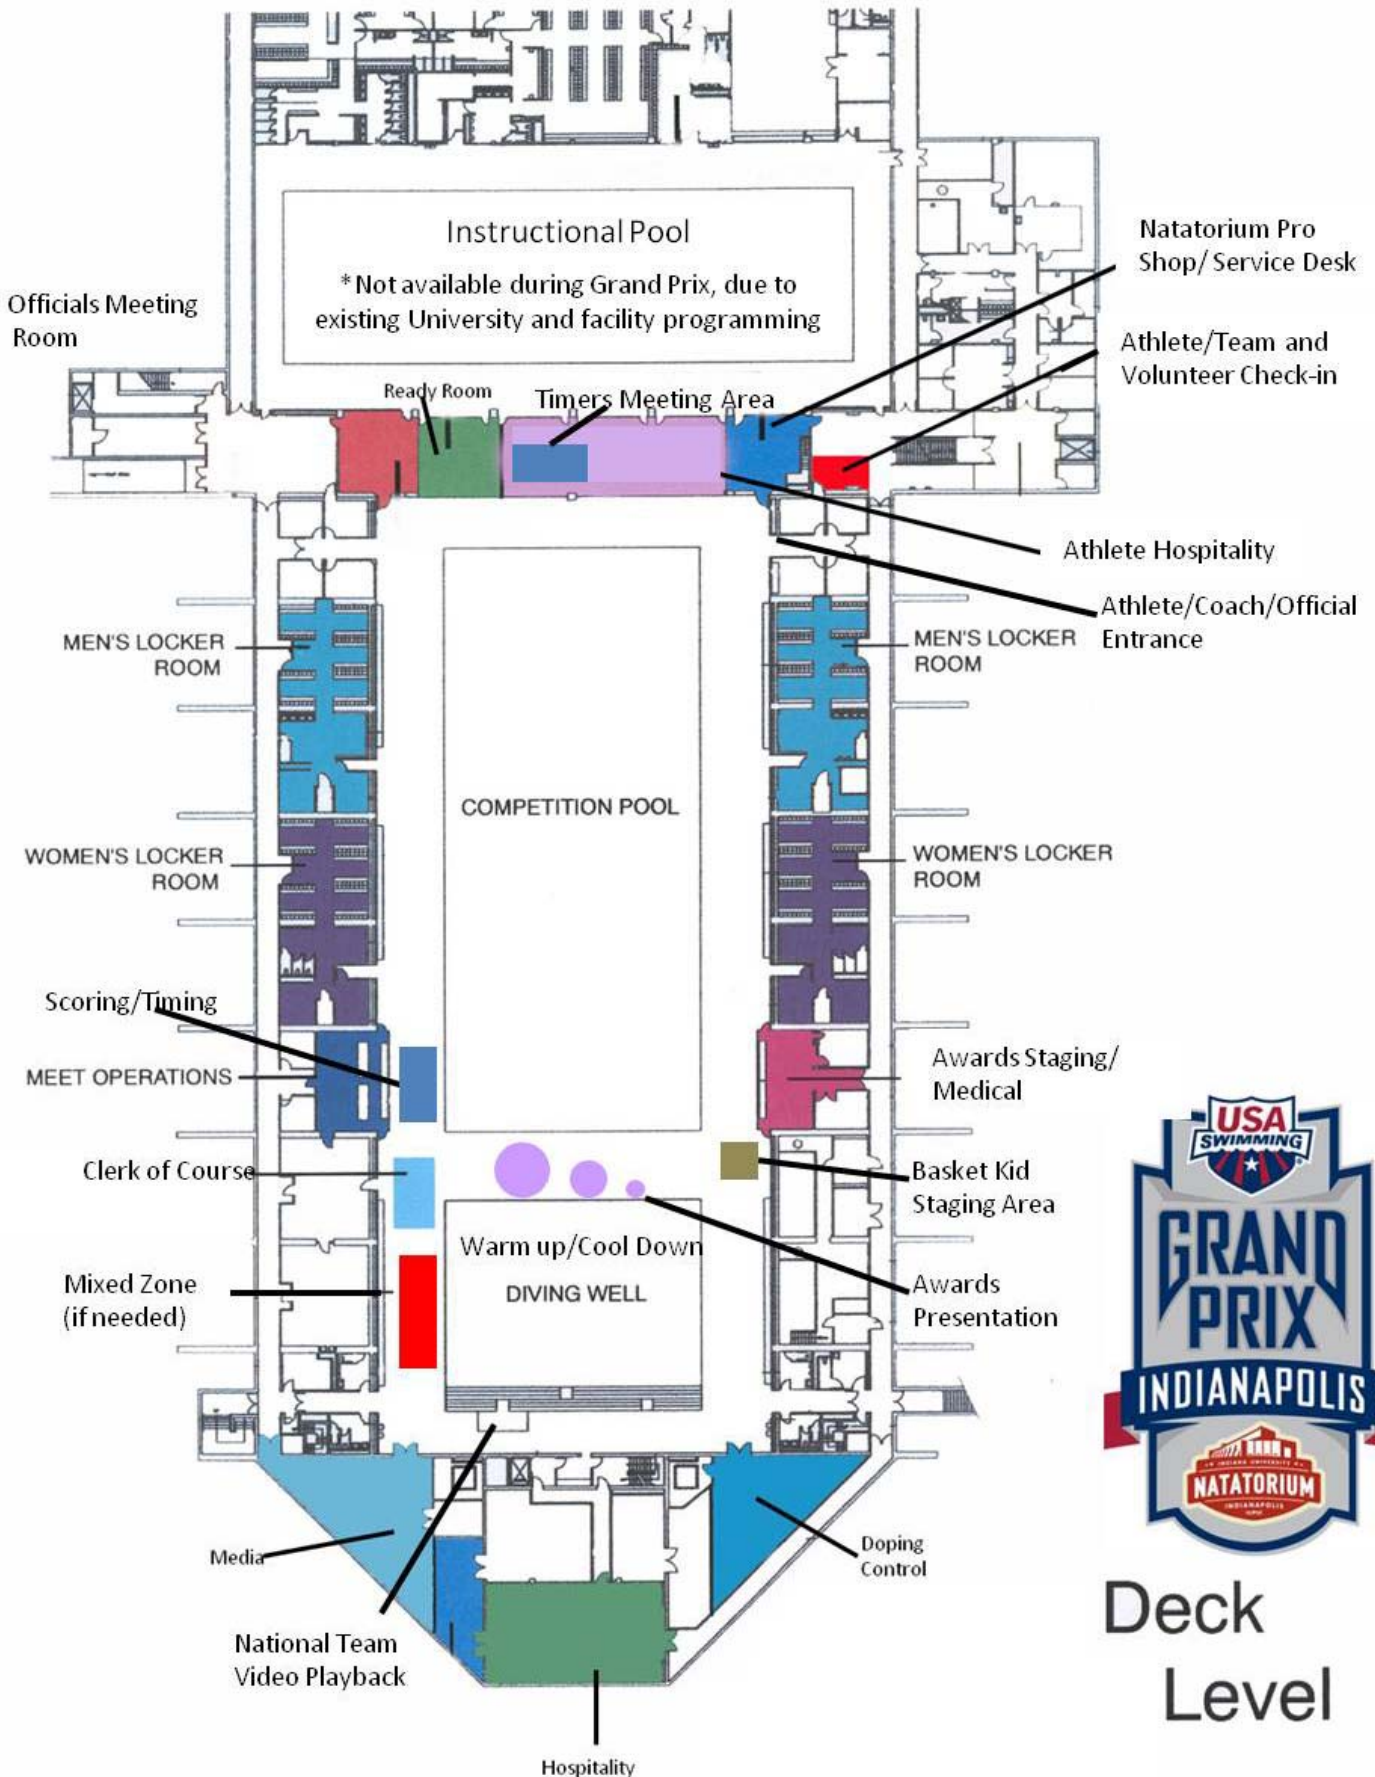 Instructional Pool
*Not available during Grand Prix, due to
existing University and facility programming
Natatorium Pro
Shop/ Service Desk
Officials Meeting
Room
Athlete/Team and
Volunteer Check-in
Ready Room
Timers Meeting Area
Athlete Hospitality
Athlete/Coach/Official
Entrance
MEN'S LOCKER
ROOM
MEN'S LOCKER
ROOM
COMPETITION POOL
WOMEN'S LOCKER
ROOM
WOMEN'S LOCKER
ROOM
Scoring/Timing
MEET OPERATIONS
Awards Staging/
Medical
Clerk of Course
Basket Kid
Staging Area
Warm up/Cool Down
DIVING WELL
Mixed Zone
(if needed)
Awards
Presentation
USA
SWIMMING
GRAND
PRIX
INDIANAPOLIS
INDIANA UNIVERSITY
NATATORIUM
INDIANAPOLIS
Media
Doping
Control
National Team
Video Playback
Hospitality
Deck
Level